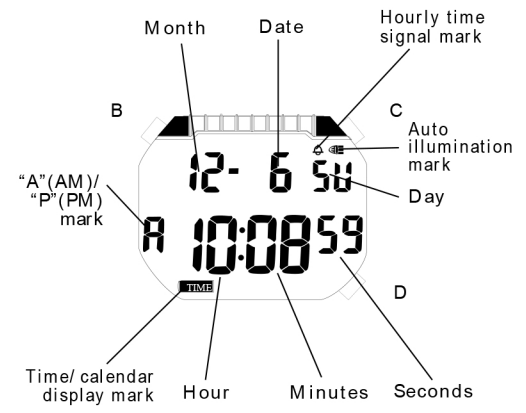 Hourly time
signal mark
Month
Date
B
C
Auto
illumination
mark
12- 6 SU
Day
"A"(AM)/
"P"(PM)
mark
A 10:08 59
TIME
D
Time/ calendar
display mark
Hour
Minutes
Seconds